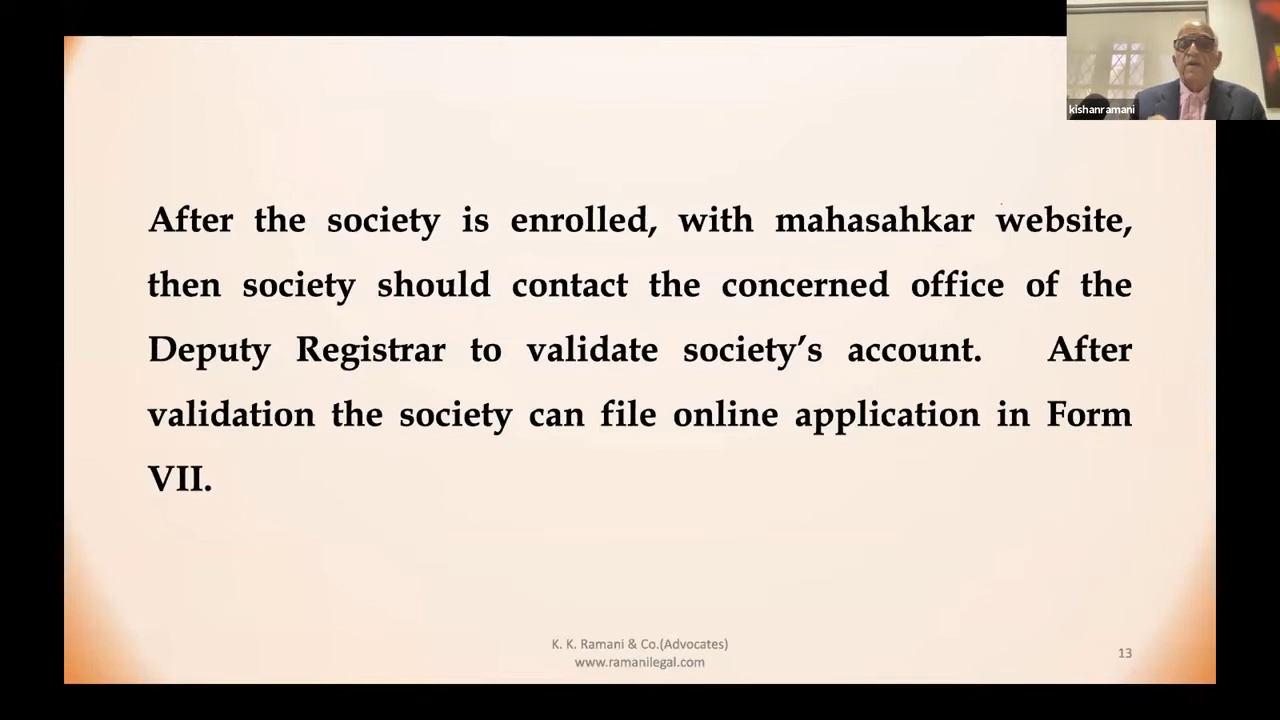 kishanramani
After the society is enrolled, with mahasahkar website,
then society should contact the concerned office of the
Deputy Registrar to validate society’s account. After
validation the society can file online application in Form
VII.
K. K. Ramani & Co.(Advocates)
www.ramanilegal.com
13